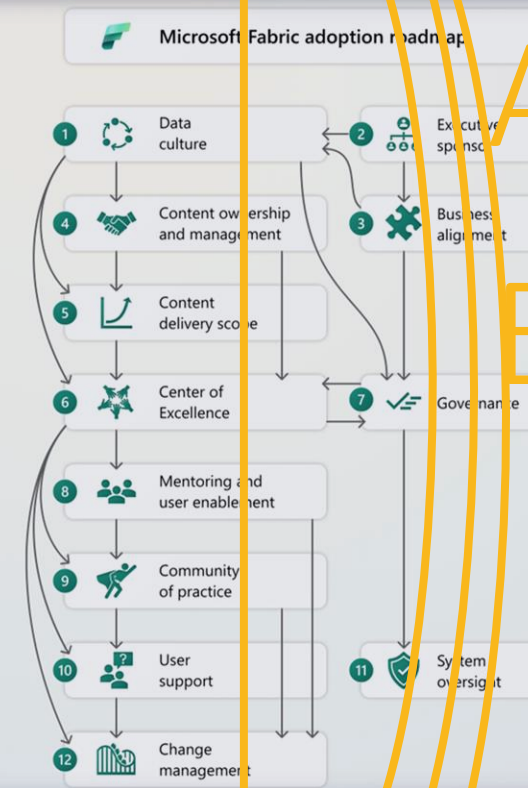 Microsoft Fabric adoption roadmap
1
Data
culture
2
Executive
sponso
4
Content ownership
and management
3
Business
alignment
5
Content
delivery scope
6
Center of
Excellence
7
Governance
8
Mentoring and
user enablement
9
Community
of practice
10
User
support
11
System
oversight
12
Change
management